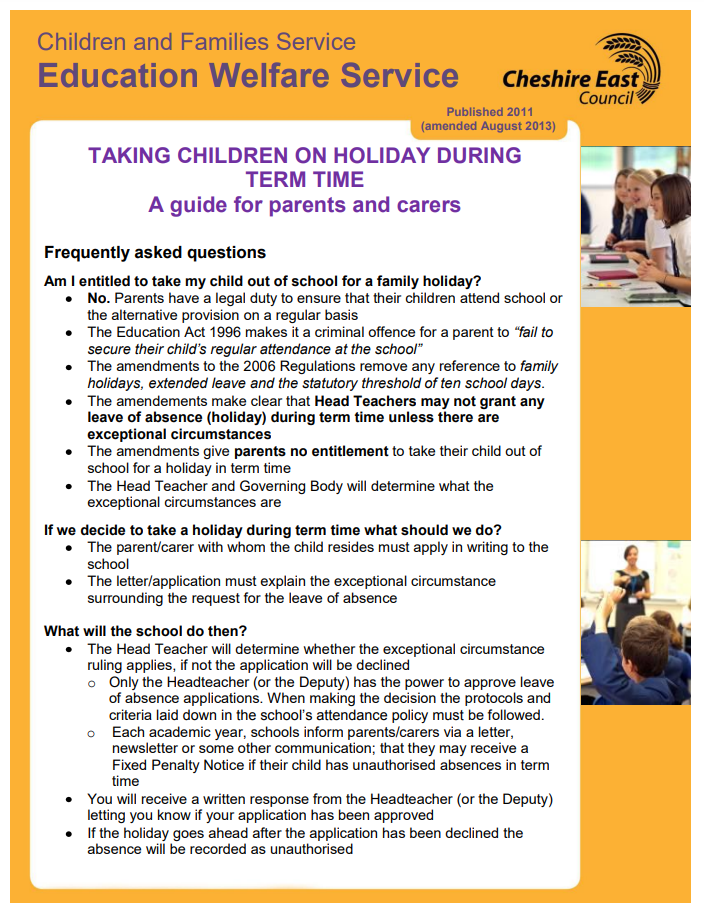 Children and Families Service
Education Welfare Service
Cheshire East
Council
Published 2011
(amended August 2013)
TAKING CHILDREN ON HOLIDAY DURING
TERM TIME
A guide for parents and carers
Frequently asked questions
Am I entitled to take my child out of school for a family holiday?
• No. Parents have a legal duty to ensure that their children attend school or
the alternative provision on a regular basis
• The Education Act 1996 makes it a criminal offence for a parent to “fail to
secure their child’s regular attendance at the school”
• The amendments to the 2006 Regulations remove any reference to family
holidays, extended leave and the statutory threshold of ten school days.
• The amendements make clear that Head Teachers may not grant any
leave of absence (holiday) during term time unless there are
exceptional circumstances
• The amendments give parents no entitlement to take their child out of
school for a holiday in term time
• The Head Teacher and Governing Body will determine what the
exceptional circumstances are
If we decide to take a holiday during term time what should we do?
• The parent/carer with whom the child resides must apply in writing to the
school
• The letter/application must explain the exceptional circumstance
surrounding the request for the leave of absence
What will the school do then?
• The Head Teacher will determine whether the exceptional circumstance
ruling applies, if not the application will be declined
o Only the Headteacher (or the Deputy) has the power to approve leave
of absence applications. When making the decision the protocols and
criteria laid down in the school’s attendance policy must be followed.
o Each academic year, schools inform parents/carers via a letter,
newsletter or some other communication; that they may receive a
Fixed Penalty Notice if their child has unauthorised absences in term
time
• You will receive a written response from the Headteacher (or the Deputy)
letting you know if your application has been approved
• If the holiday goes ahead after the application has been declined the
absence will be recorded as unauthorised